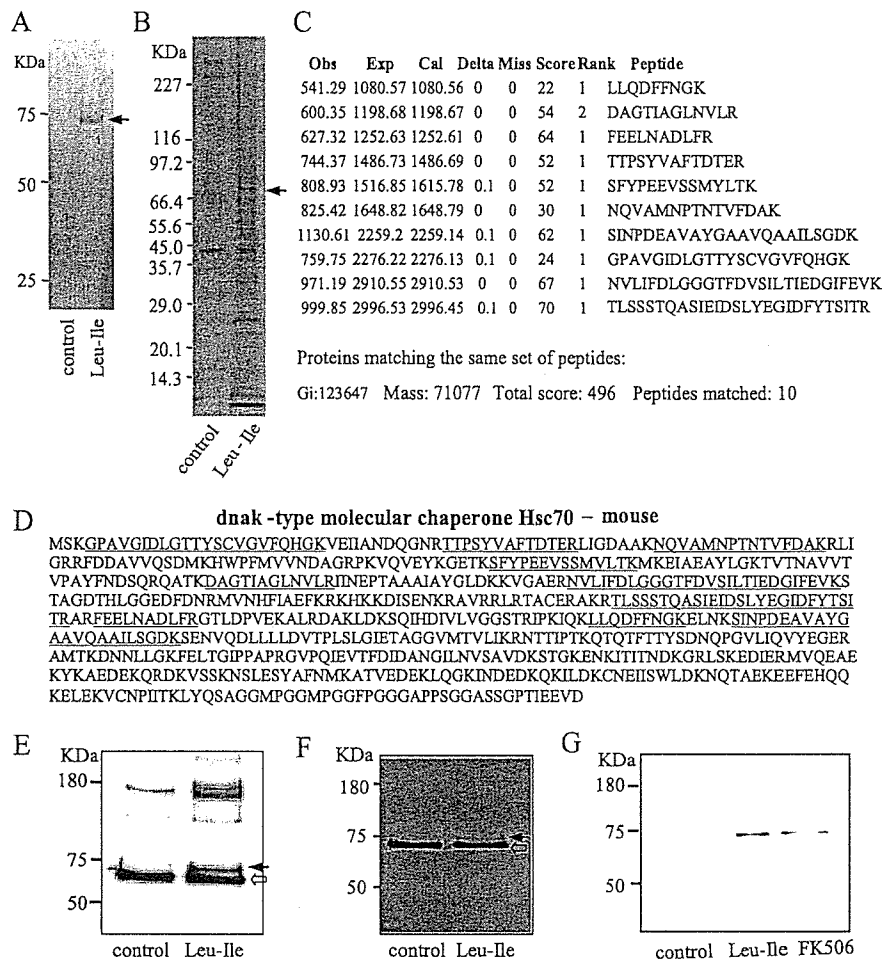 A
KDa
75
50
25
control
Leu-Ile
B
KDa
227
116
97.2
66.4
55.6
45.0
35.7
29.0
20.1
14.3
control
Leu-Ile
C
Obs Exp Cal Delta Miss Score Rank Peptide
541.29 1080.57 1080.56 0 0 22 1 LLQDFFNGK
600.35 1198.68 1198.67 0 0 54 2 DAGTIAGLNVLR
627.32 1252.63 1252.61 0 0 64 1 FEELNADLFR
744.37 1486.73 1486.69 0 0 52 1 TTPSYVAFTDTER
808.93 1516.85 1615.78 0.1 0 52 1 SFYPEEVSSMYLTK
825.42 1648.82 1648.79 0 0 30 1 NQVAMNPTNTVFDAK
1130.61 2259.2 2259.14 0.1 0 62 1 SINPDEAVAYGAAVQAAILSGDK
759.75 2276.22 2276.13 0.1 0 24 1 GPAVGIDLGTTYSCVGVFQHGK
971.19 2910.55 2910.53 0 0 67 1 NVLIFDLGGGTFDVSILTIEDGIFEVK
999.85 2996.53 2996.45 0.1 0 70 1 TLSSSTQASIEIDSLYEGIDFYTSITR
Proteins matching the same set of peptides:
Gi:123647 Mass: 71077 Total score: 496 Peptides matched: 10
D
dnak -type molecular chaperone Hsc70 – mouse
MSKGPAVGIDLGTTYSCVGVFQHGKVEIIANDQGNRTTPSYVAFTDTERLIGDAAKNQVAMNPTNTVFDAKRLI
GRRFDDAVVQSDMKHWPFMVVNDAGRPKVQVEYKGETKSFYPEEVSSMVLTKMKEIAEAYLGKTVTNAVVT
VPAYFNDSQRQATKDAGTIAGLNVLRIINEPTAAAIAYGLDKKVGAERNVLIFDLGGGTFDVSILTIEDGIFEVKS
TAGDTHLGGEDFDNRMVNHFIAEFKRKHKKDISENKRAVRRLRTACERAKRTLSSSTQASIEIDSLYEGIDFYTSI
TRARFEELNADLFRGTLDPVEKALRDAKLDKSQIHDIVLVGGSTRIPKIQKLLQDFFNGKELNKSINPDEAVAYG
AAVQAAILSGDKSENVQDLLLLDVTPLSLGIETAGGVMTVLIKRNTTIPTKQTQTFTTYSDNQPGVLIQVYEGER
AMTKDNNLLGKFELTGIPPAPRGVPQIEVTFDIDANGILNVSAVDKSTGKENKITITNDKGRLSKEDIERMVQEAE
KYKAEDEKQRDKVSSKNSLESYAFNMKATVEDEKLQGKINDEDKQKILDKCNEIISWLDKNQTAEKEEFEHQQ
KELEKVCNPIITKLYQSAGGMPGGMPGGFPGGGAPPSGGASSGPTIEEVD
E
KDa
180
75
50
control Leu-Ile
F
KDa
180
75
50
control Leu-Ile
G
KDa
180
75
50
control Leu-Ile FK506